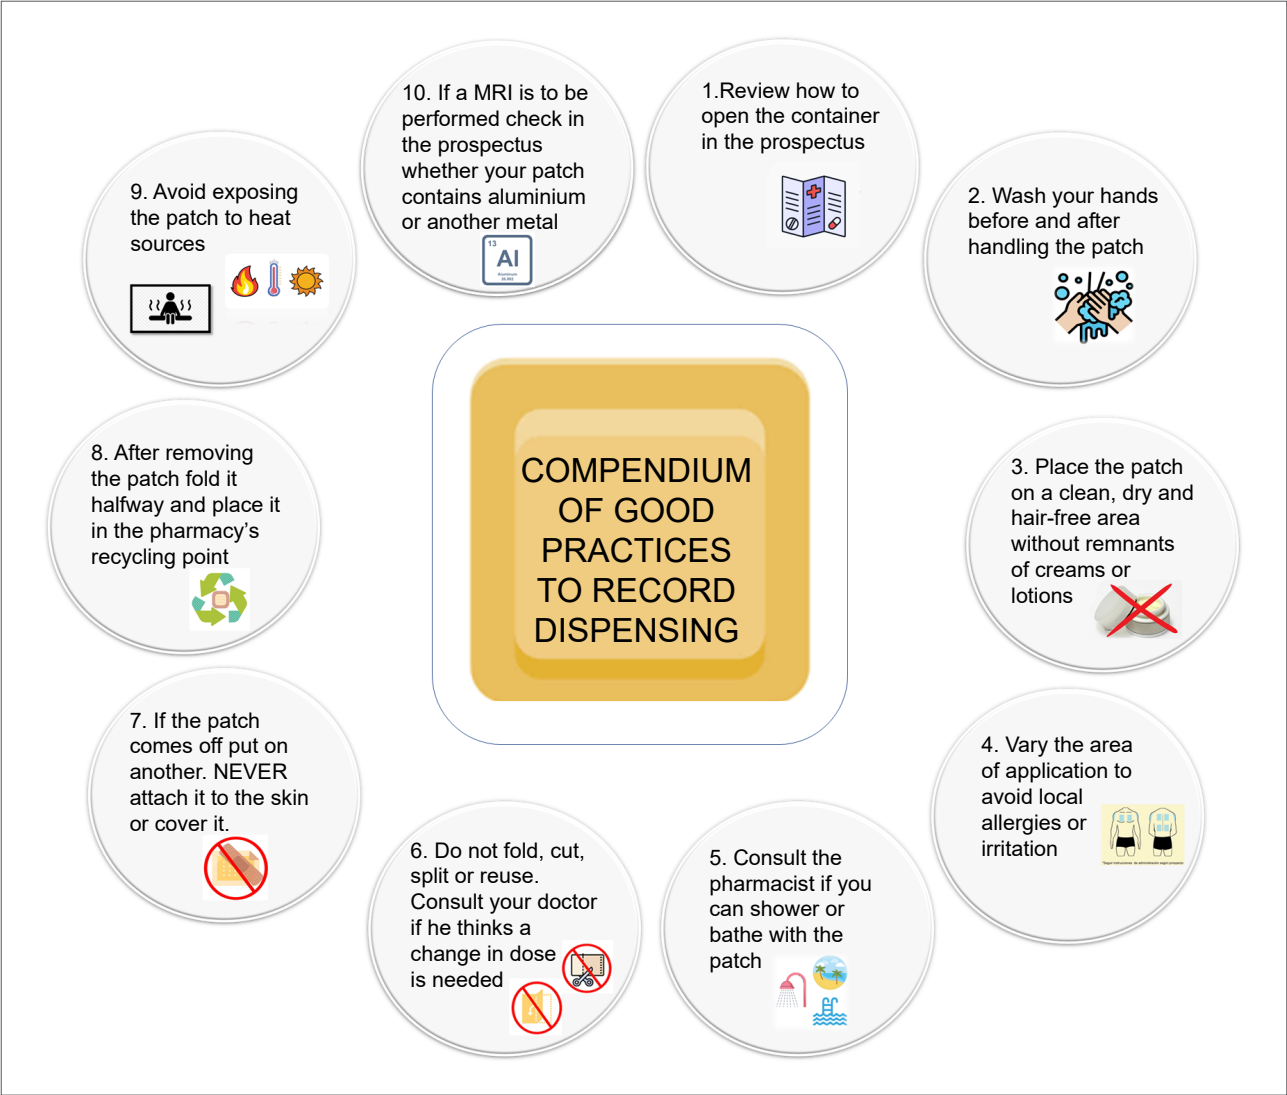 COMPENDIUM
OF GOOD
PRACTICES
TO RECORD
DISPENSING
1.Review how to
open the container
in the prospectus
2. Wash your hands
before and after
handling the patch
3. Place the patch
on a clean, dry and
hair-free area
without remnants
of creams or
lotions
4. Vary the area
of application to
avoid local
allergies or
irritation
5. Consult the
pharmacist if you
can shower or
bathe with the
patch
6. Do not fold, cut,
split or reuse.
Consult your doctor
if he thinks a
change in dose
is needed
7. If the patch
comes off put on
another. NEVER
attach it to the skin
or cover it.
8. After removing
the patch fold it
halfway and place it
in the pharmacy’s
recycling point
9. Avoid exposing
the patch to heat
sources
10. If a MRI is to be
performed check in
the prospectus
whether your patch
contains aluminium
or another metal
13
Al
Aluminum